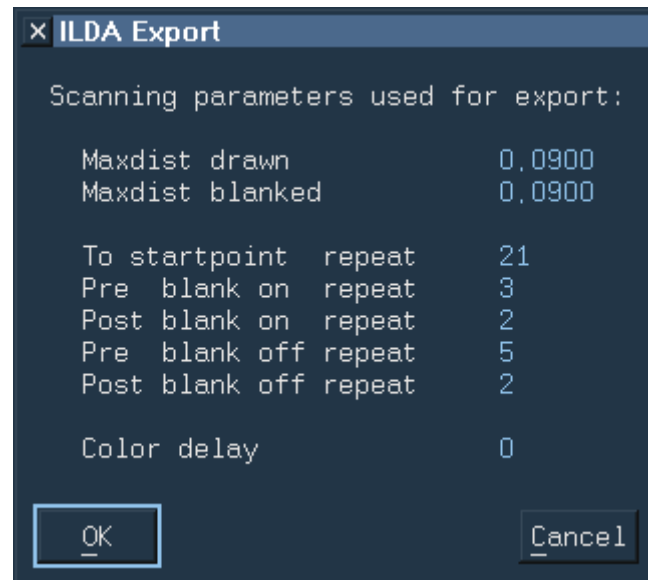 ILDA Export
Scanning parameters used for export:
Maxdist drawn 0,0900
Maxdist blanked 0,0900
To startpoint repeat 21
Pre blank on repeat 3
Post blank on repeat 2
Pre blank off repeat 5
Post blank off repeat 2
Color delay 0
OK Cancel